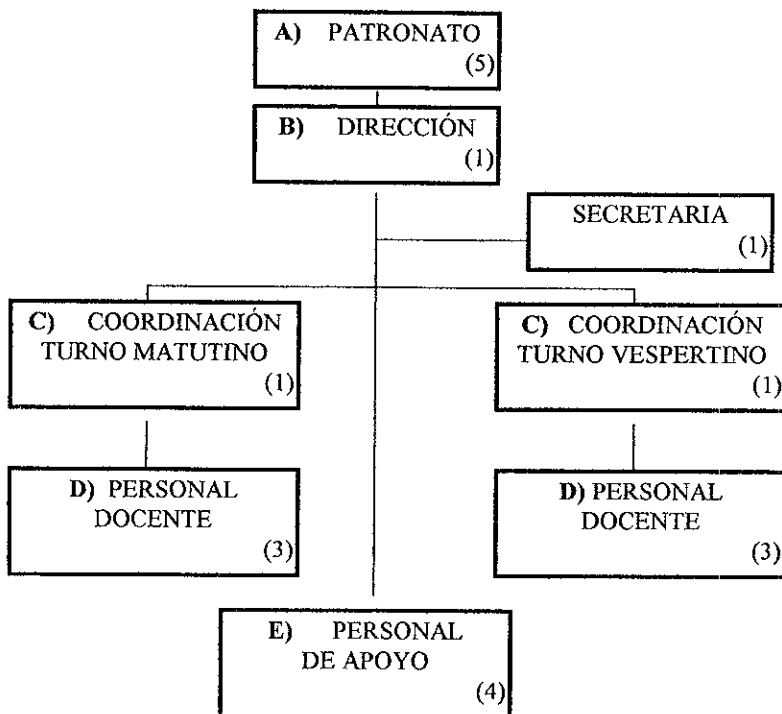 A) PATRONATO
(5)
B) DIRECCIÓN
(1)
SECRETARIA
(1)
C) COORDINACIÓN
TURNO MATUTINO
(1)
C) COORDINACIÓN
TURNO VESPERTINO
(1)
D) PERSONAL
DOCENTE
(3)
D) PERSONAL
DOCENTE
(3)
E) PERSONAL
DE APOYO
(4)